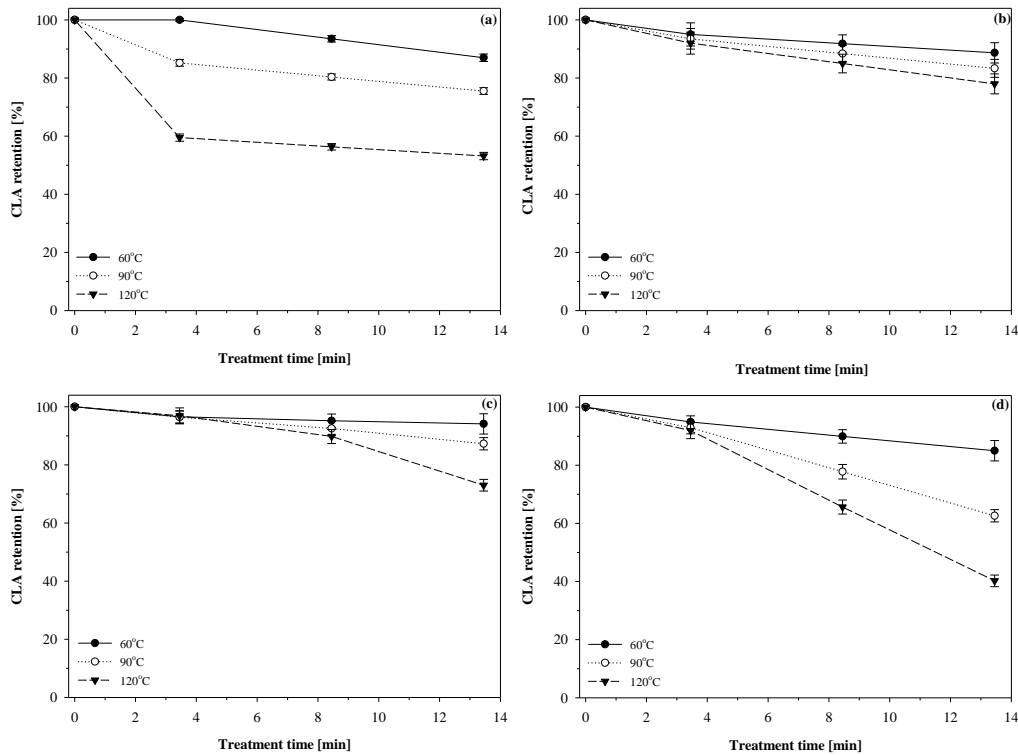 (a)
100
80
60
40
20
0
CLA retention [%]
60°C
90°C
120°C
0 2 4 6 8 10 12 14
Treatment time [min]
(b)
100
80
60
40
20
0
CLA retention [%]
60°C
90°C
120°C
0 2 4 6 8 10 12 14
Treatment time [min]
(c)
100
80
60
40
20
0
CLA retention [%]
60°C
90°C
120°C
0 2 4 6 8 10 12 14
Treatment time [min]
(d)
100
80
60
40
20
0
CLA retention [%]
60°C
90°C
120°C
0 2 4 6 8 10 12 14
Treatment time [min]